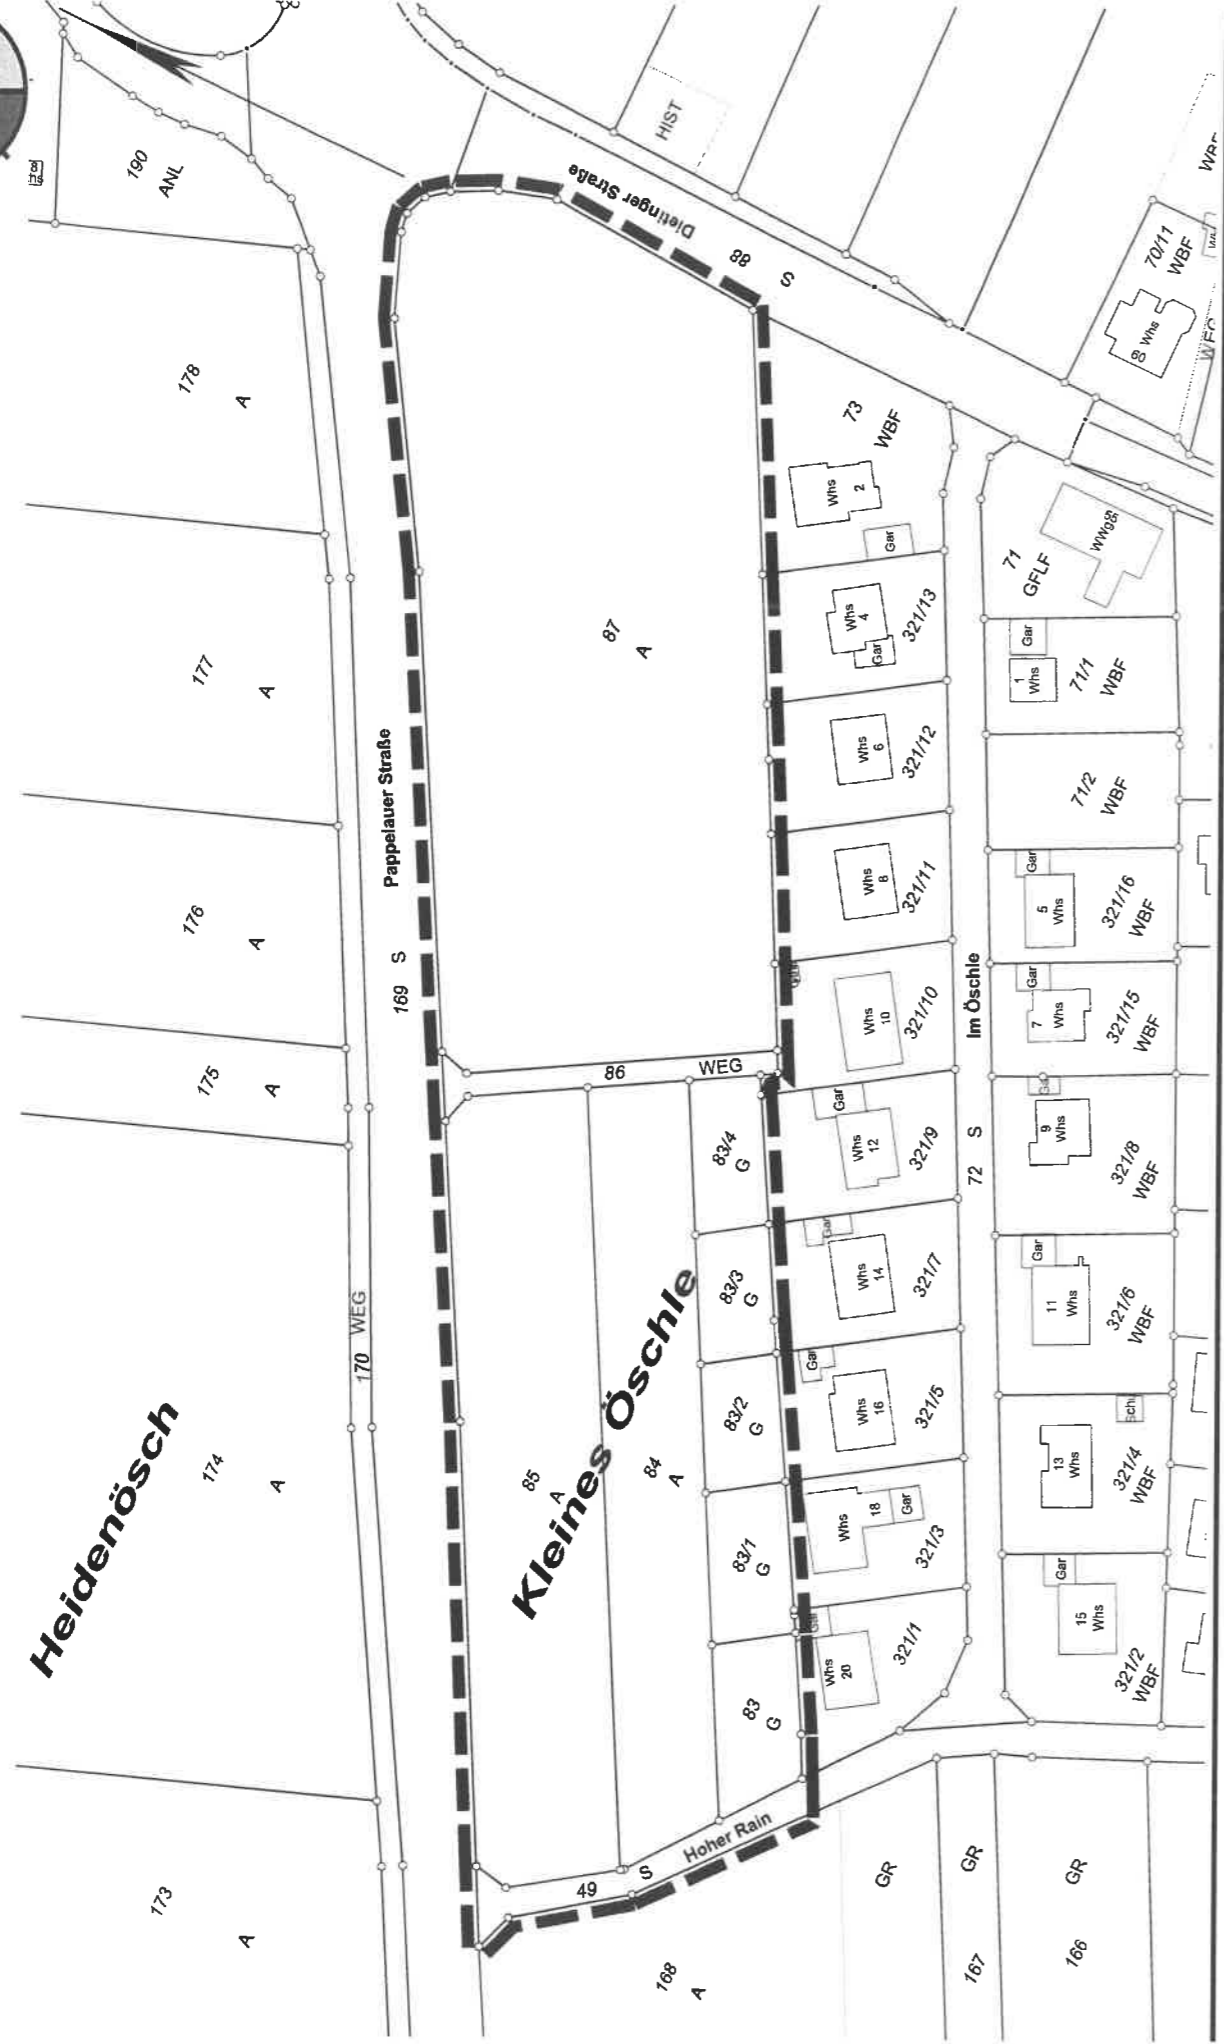 Heidenösch
Kleines Öschle
Pappelauer Straße
169 S
Dietinger Straße
88 S
Hoher Rain
49 S
Im Öschle
72 S
170 WEG
86 WEG
190
ANL
178
A
177
A
176
A
175
A
174
A
173
A
168
A
87
A
85
A
84
A
83/4
G
83/3
G
83/2
G
83/1
G
83
G
HIST
73
WBF
Whs
2
Gar
Whs
4
Gar
321/13
Whs
6
321/12
Whs
8
321/11
Whs
10
321/10
Gar
Whs
12
321/9
Gar
Whs
14
321/7
Gar
Whs
16
321/5
Whs
18
Gar
321/3
Gar
Whs
20
321/1
70/11
WBF
60 Whs
71
GFLF
WWg85
Gar
1
Whs
71/1
WBF
71/2
WBF
Gar
5
Whs
321/16
WBF
Gar
7
Whs
321/15
WBF
9
Whs
321/8
WBF
Gar
11
Whs
321/6
WBF
13
Whs
Schu
321/4
WBF
Gar
15
Whs
321/2
WBF
GR
GR
167
GR
166